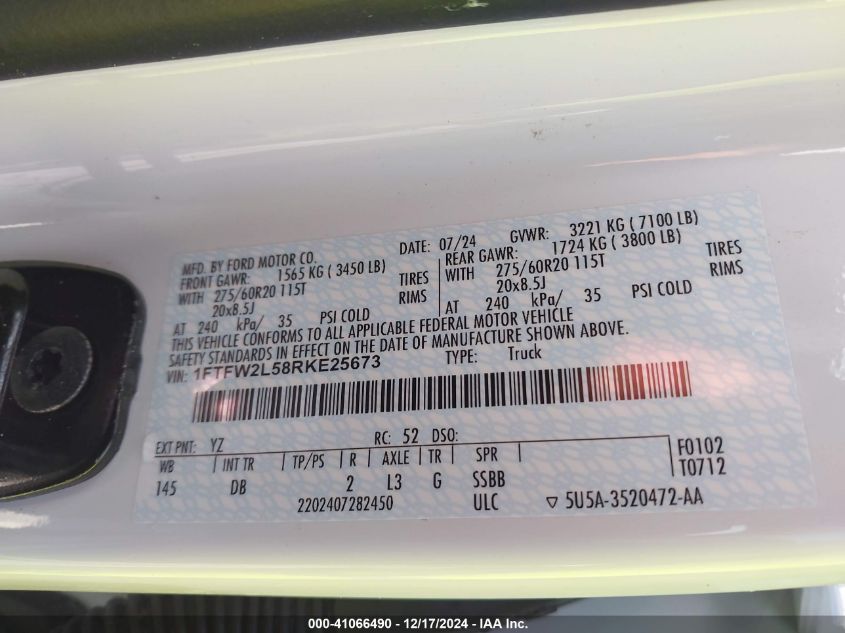 MFD. BY FORD MOTOR CO.
DATE: 07/24 GVWR: 3221 KG ( 7100 LB)
FRONT GAWR: 1565 KG ( 3450 LB)
WITH 275/60R20 115T TIRES
20x8.5J RIMS
AT 240 kPa/ 35 PSI COLD
REAR GAWR: 1724 KG ( 3800 LB)
WITH 275/60R20 115T TIRES
20x8.5J RIMS
AT 240 kPa/ 35 PSI COLD
THIS VEHICLE CONFORMS TO ALL APPLICABLE FEDERAL MOTOR VEHICLE
SAFETY STANDARDS IN EFFECT ON THE DATE OF MANUFACTURE SHOWN ABOVE.
VIN: 1FTFW2L58RKE25673 TYPE: Truck
EXT PNT: YZ RC: 52 DSO:
WB INT TR TP/PS R AXLE TR SPR F0102
145 DB 2 L3 G SSBB T0712
2202407282450 ULC ▽ 5U5A-3520472-AA
000-41066490 - 12/17/2024 - IAA Inc.